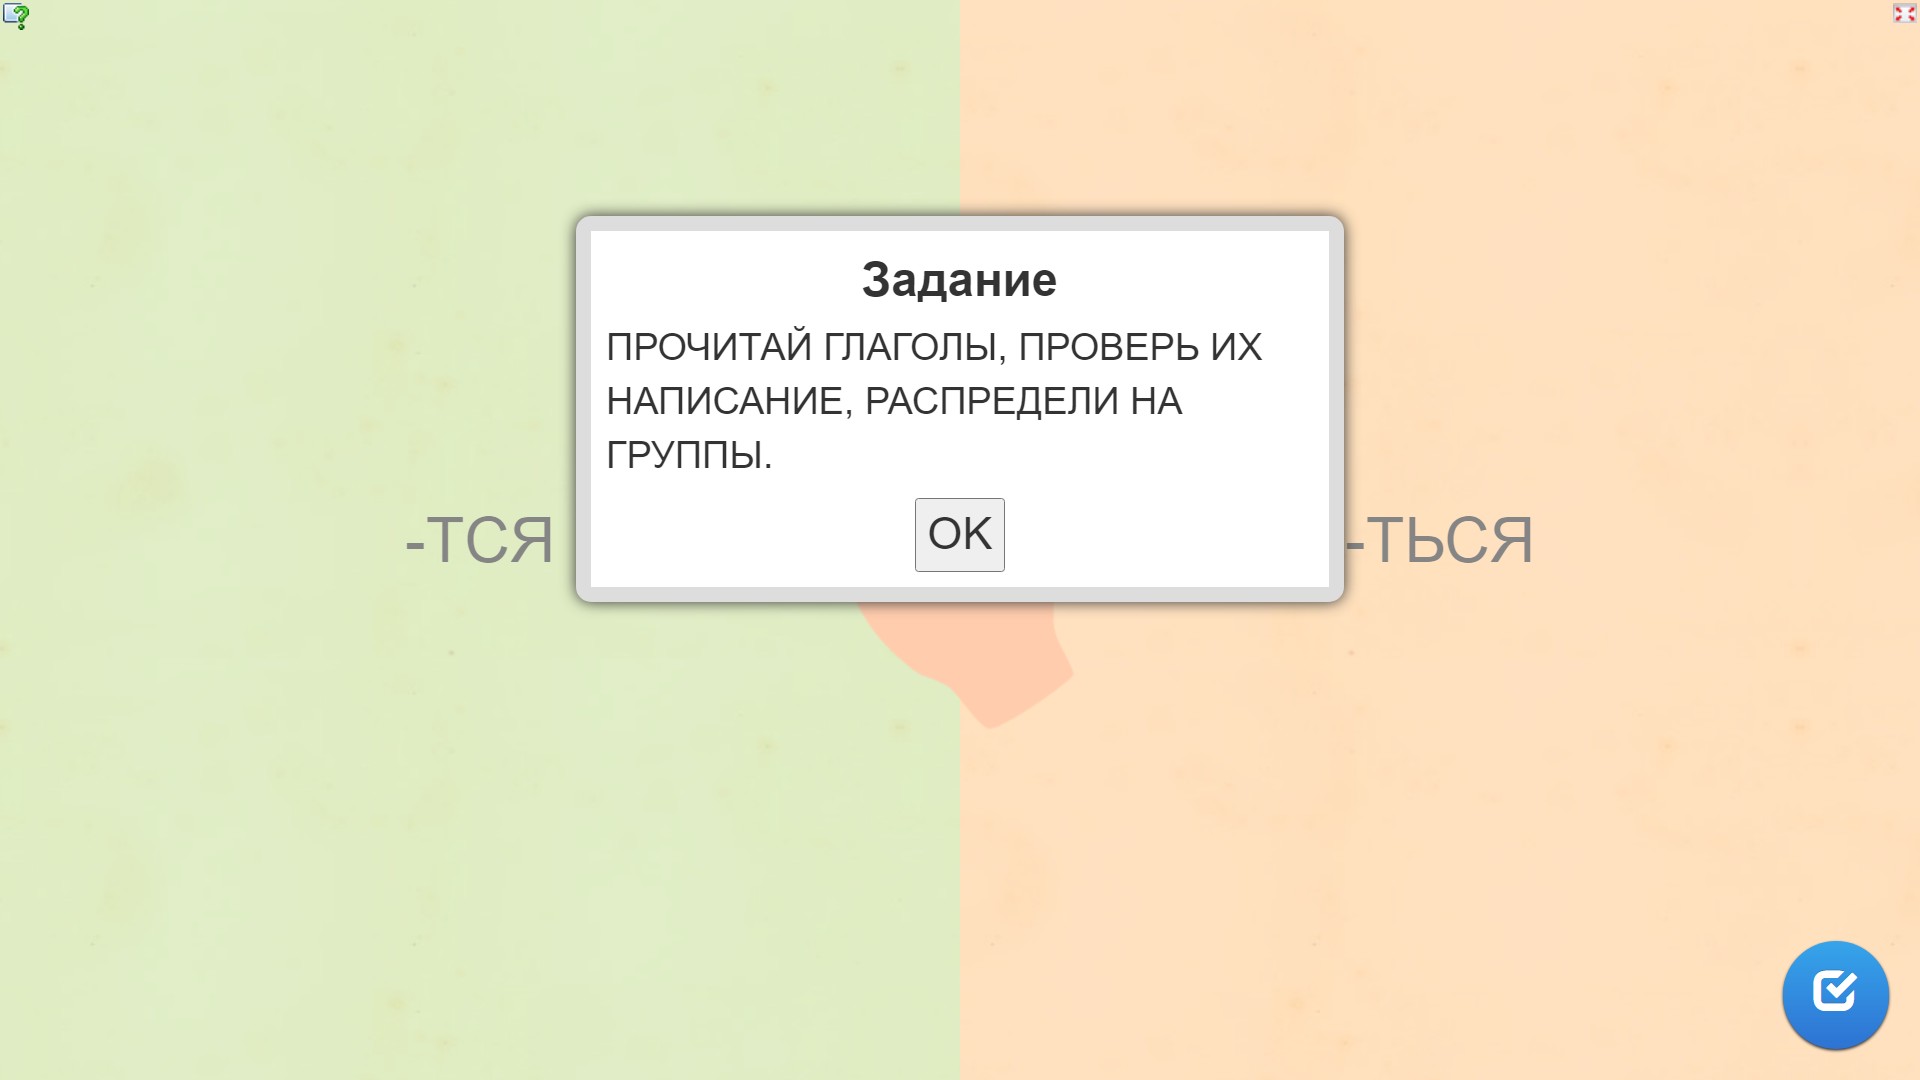 Задание
ПРОЧИТАЙ ГЛАГОЛЫ, ПРОВЕРЬ ИХ
НАПИСАНИЕ, РАСПРЕДЕЛИ НА
ГРУППЫ.
-ТСЯ
OK
-ТЬСЯ